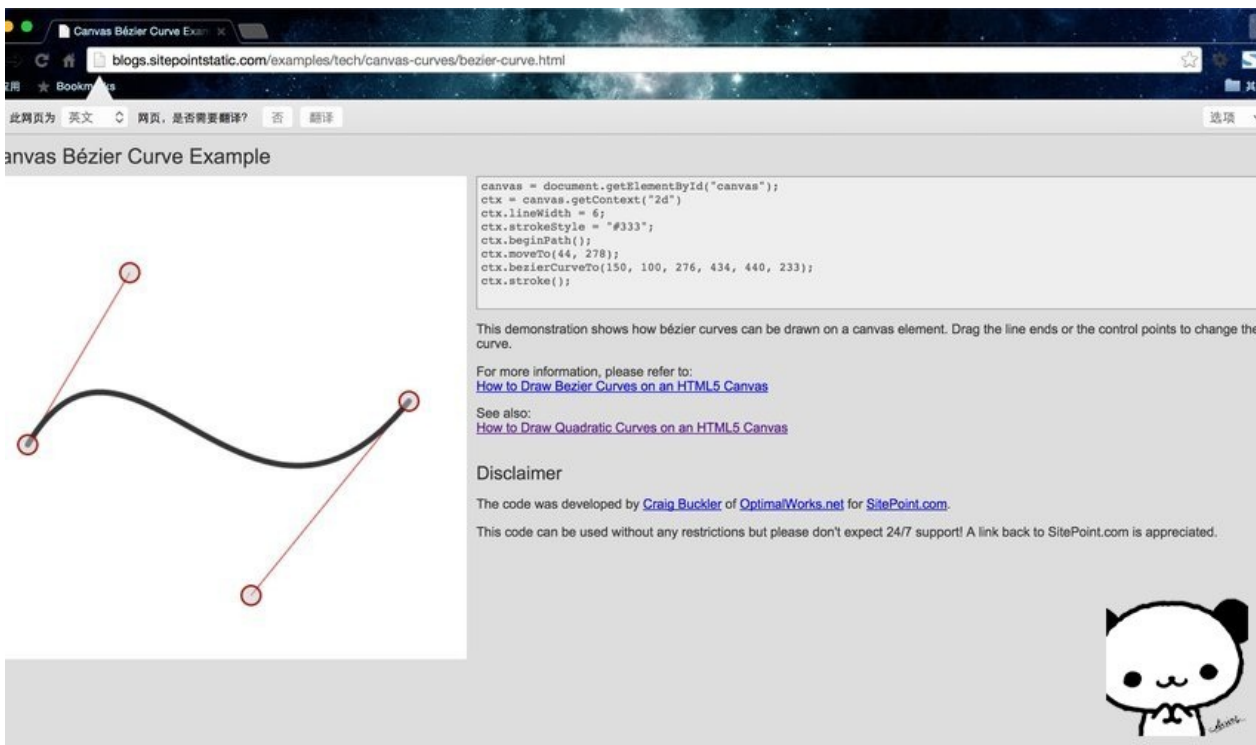 Canvas Bézier Curve Exam
blogs.sitepointstatic.com/examples/tech/canvas-curves/bezier-curve.html
Bookm
此网页为 英文 网页，是否需要翻译? 否 翻译 选项
anvas Bézier Curve Example
canvas = document.getElementById("canvas");
ctx = canvas.getContext("2d")
ctx.lineWidth = 6;
ctx.strokeStyle = "#333";
ctx.beginPath();
ctx.moveTo(44, 278);
ctx.bezierCurveTo(150, 100, 276, 434, 440, 233);
ctx.stroke();
This demonstration shows how bézier curves can be drawn on a canvas element. Drag the line ends or the control points to change the
curve.
For more information, please refer to:
How to Draw Bezier Curves on an HTML5 Canvas
See also:
How to Draw Quadratic Curves on an HTML5 Canvas
Disclaimer
The code was developed by Craig Buckler of OptimalWorks.net for SitePoint.com.
This code can be used without any restrictions but please don't expect 24/7 support! A link back to SitePoint.com is appreciated.